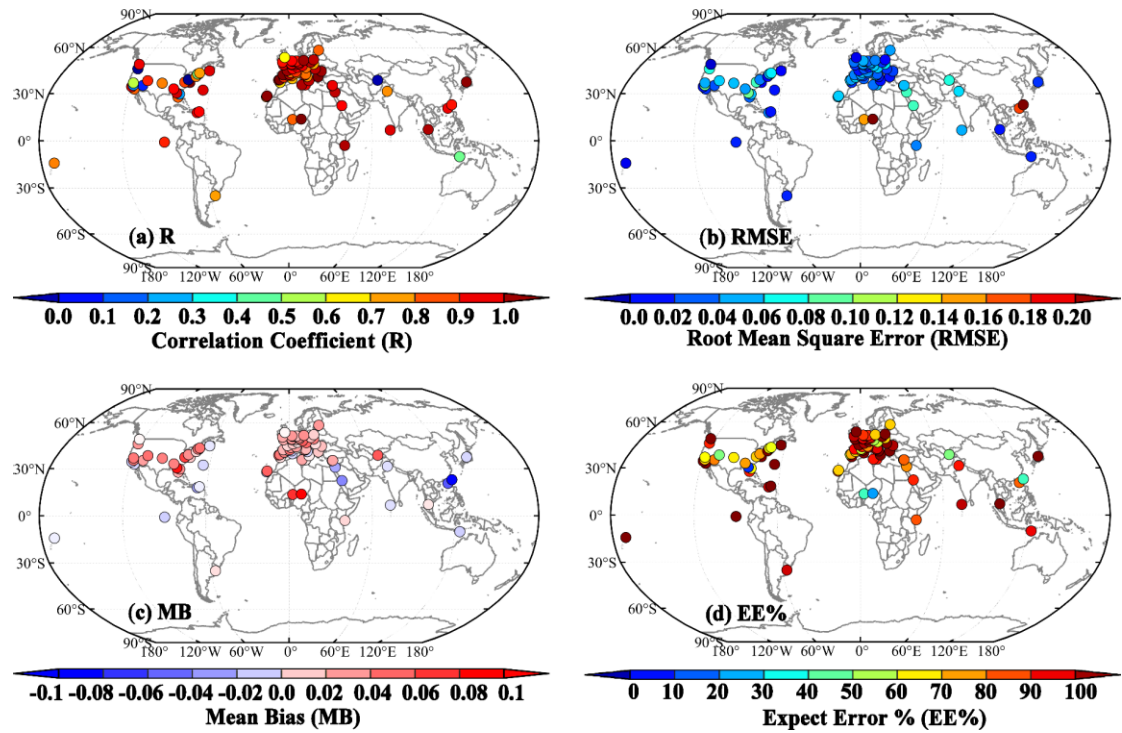 90°N
90°N
60°N
60°N
30°N
30°N
0°
0°
30°S
30°S
60°S
60°S
(a) R
(b) RMSE
90°S
90°S
180° 120°W 60°W 0° 60°E 120°E 180°
180° 120°W 60°W 0° 60°E 120°E 180°
0.0 0.1 0.2 0.3 0.4 0.5 0.6 0.7 0.8 0.9 1.0
0.0 0.02 0.04 0.06 0.08 0.10 0.12 0.14 0.16 0.18 0.20
Correlation Coefficient (R)
Root Mean Square Error (RMSE)
90°N
90°N
60°N
60°N
30°N
30°N
0°
0°
30°S
30°S
60°S
60°S
(c) MB
(d) EE%
90°S
90°S
180° 120°W 60°W 0° 60°E 120°E 180°
180° 120°W 60°W 0° 60°E 120°E 180°
-0.1 -0.08 -0.06 -0.04 -0.02 0.0 0.02 0.04 0.06 0.08 0.1
0 10 20 30 40 50 60 70 80 90 100
Mean Bias (MB)
Expect Error % (EE%)